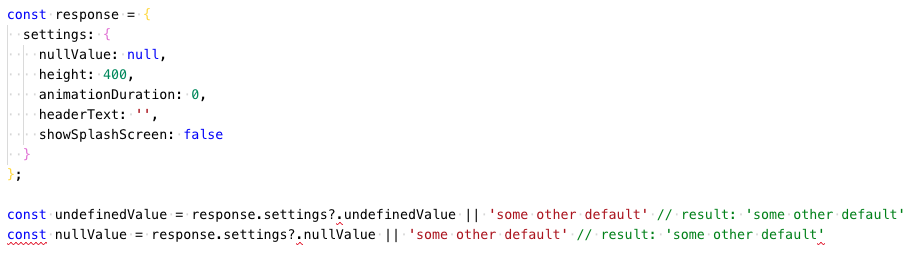 const response = {
  settings: {
    nullValue: null,
    height: 400,
    animationDuration: 0,
    headerText: '',
    showSplashScreen: false
  }
};

const undefinedValue = response.settings?.undefinedValue || 'some other default' // result: 'some other default'
const nullValue = response.settings?.nullValue || 'some other default' // result: 'some other default'